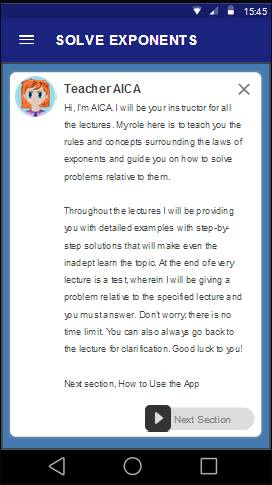 15:45
SOLVE EXPONENTS
Teacher AICA
Hi, I'm AICA. I will be your instructor for all
the lectures. My role here is to teach you the
rules and concepts surrounding the laws of
exponents and guide you on how to solve
problems relative to them.
Throughout the lectures I will be providing
you with detailed examples with step-by-
step solutions that will make even the
inadept learn the topic. At the end of every
lecture is a test, wherein I will be giving a
problem relative to the specified lecture and
you must answer. Don't worry, there is no
time limit. You can also always go back to
the lecture for clarification. Good luck to you!
Next section, How to Use the App
Next Section